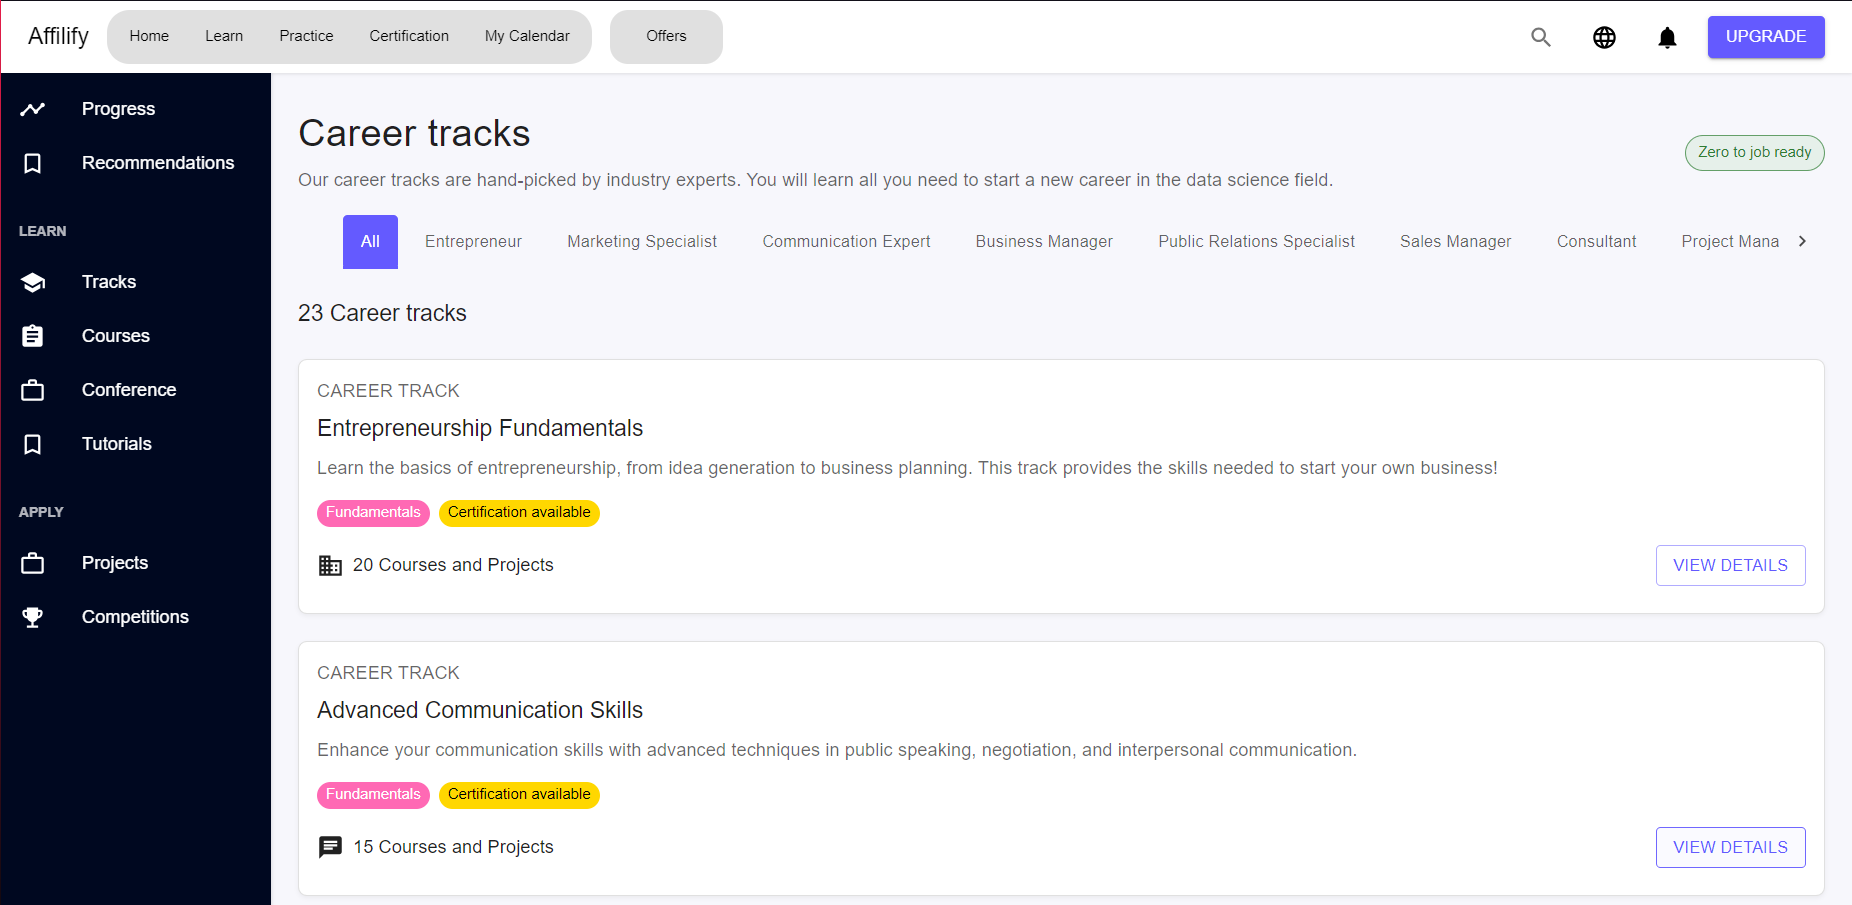 Affilify
Home Learn Practice Certification My Calendar Offers UPGRADE
Progress
Recommendations
LEARN
Tracks
Courses
Conference
Tutorials
APPLY
Projects
Competitions
Career tracks
Zero to job ready
Our career tracks are hand-picked by industry experts. You will learn all you need to start a new career in the data science field.
All Entrepreneur Marketing Specialist Communication Expert Business Manager Public Relations Specialist Sales Manager Consultant Project Mana
23 Career tracks
CAREER TRACK
Entrepreneurship Fundamentals
Learn the basics of entrepreneurship, from idea generation to business planning. This track provides the skills needed to start your own business!
Fundamentals Certification available
20 Courses and Projects
VIEW DETAILS
CAREER TRACK
Advanced Communication Skills
Enhance your communication skills with advanced techniques in public speaking, negotiation, and interpersonal communication.
Fundamentals Certification available
15 Courses and Projects
VIEW DETAILS